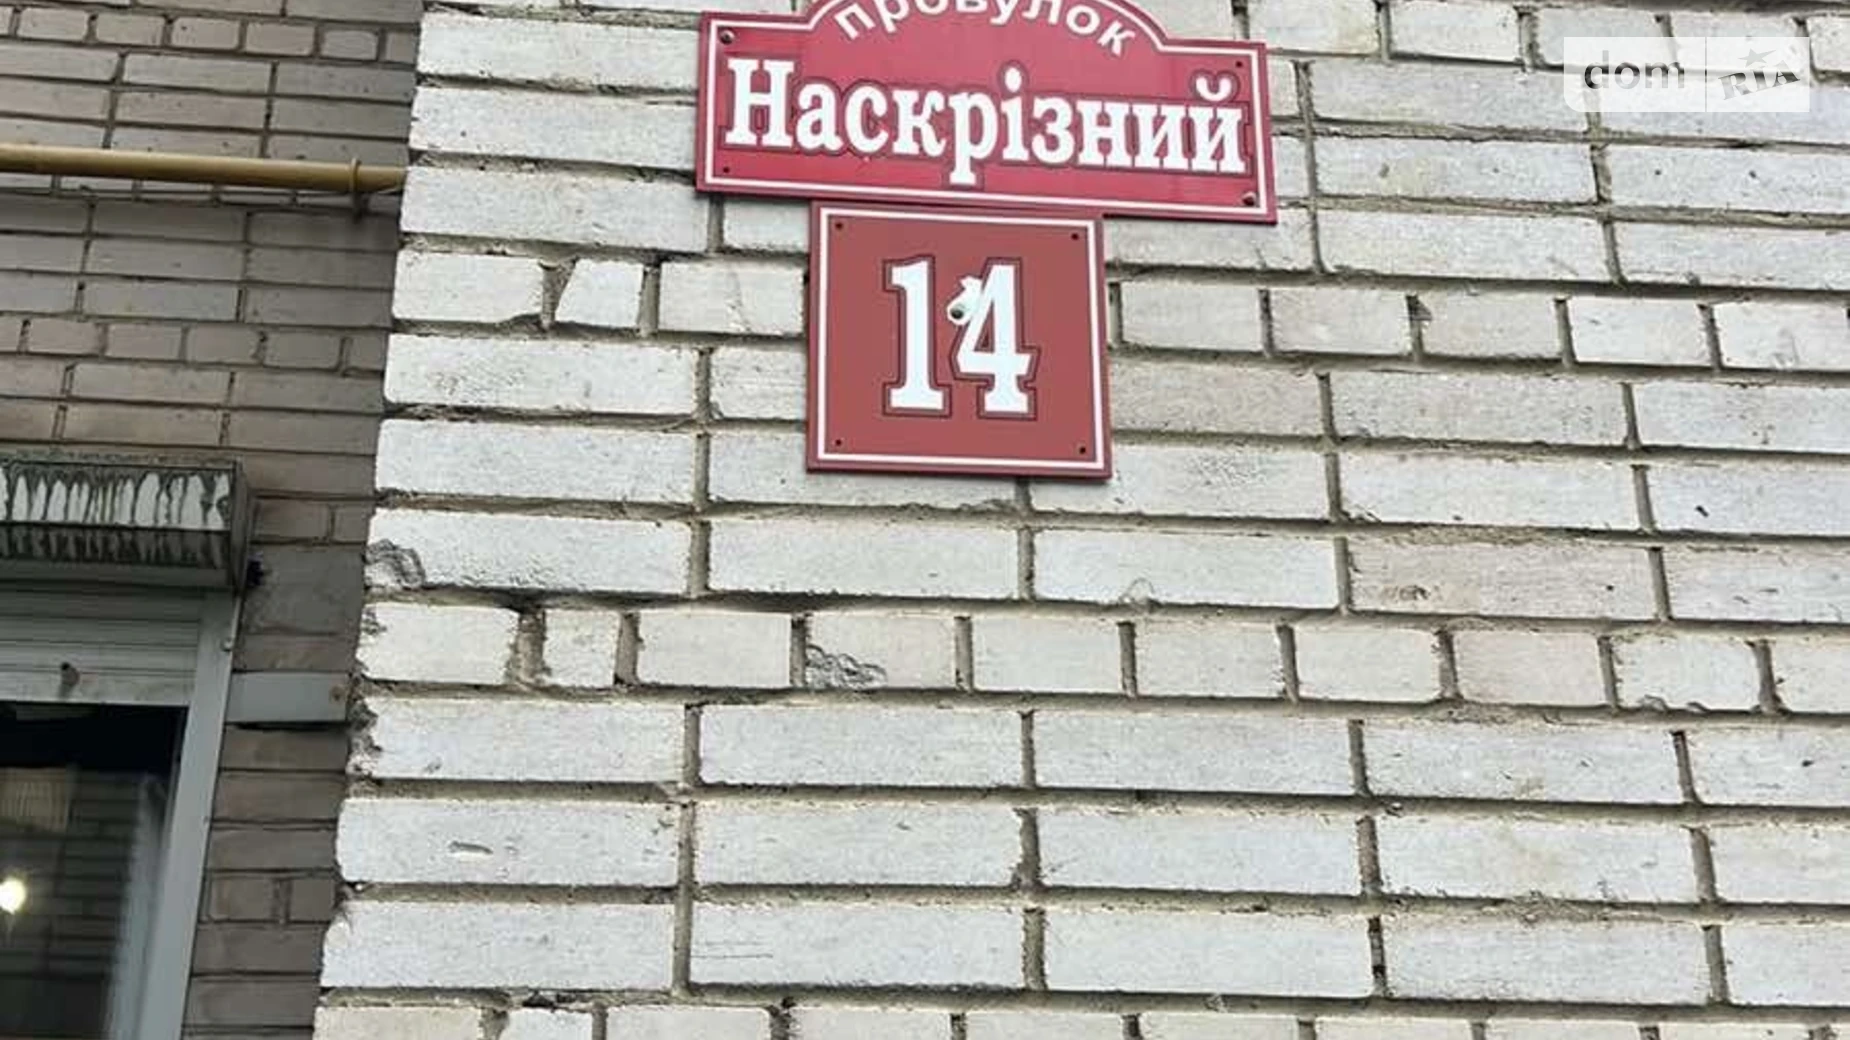 провулок
Наскрізний
14
dom RIA